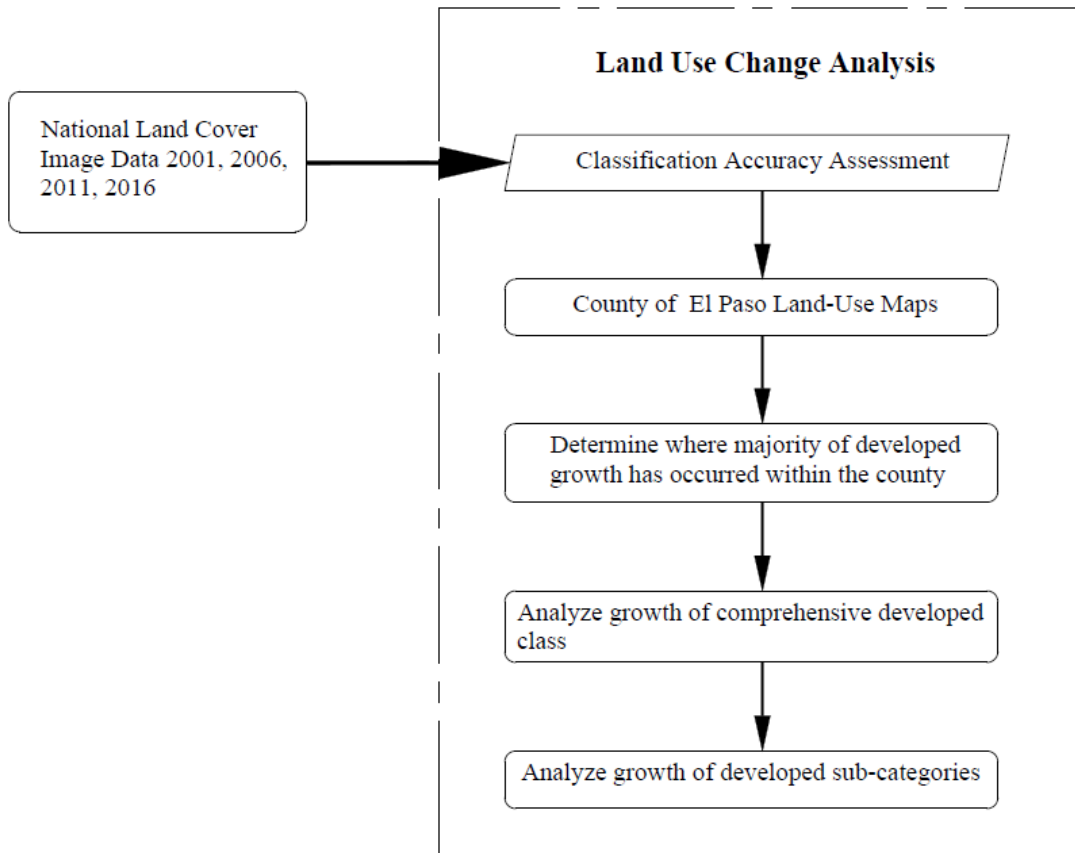 Land Use Change Analysis
National Land Cover
Image Data 2001, 2006,
2011, 2016
Classification Accuracy Assessment
County of El Paso Land-Use Maps
Determine where majority of developed
growth has occurred within the county
Analyze growth of comprehensive developed
class
Analyze growth of developed sub-categories